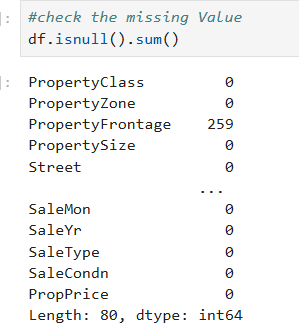 ]: #check the missing Value
df.isnull().sum()
]: PropertyClass 0
PropertyZone 0
PropertyFrontage 259
PropertySize 0
Street 0
...
SaleMon 0
SaleYr 0
SaleType 0
SaleCondn 0
PropPrice 0
Length: 80, dtype: int64